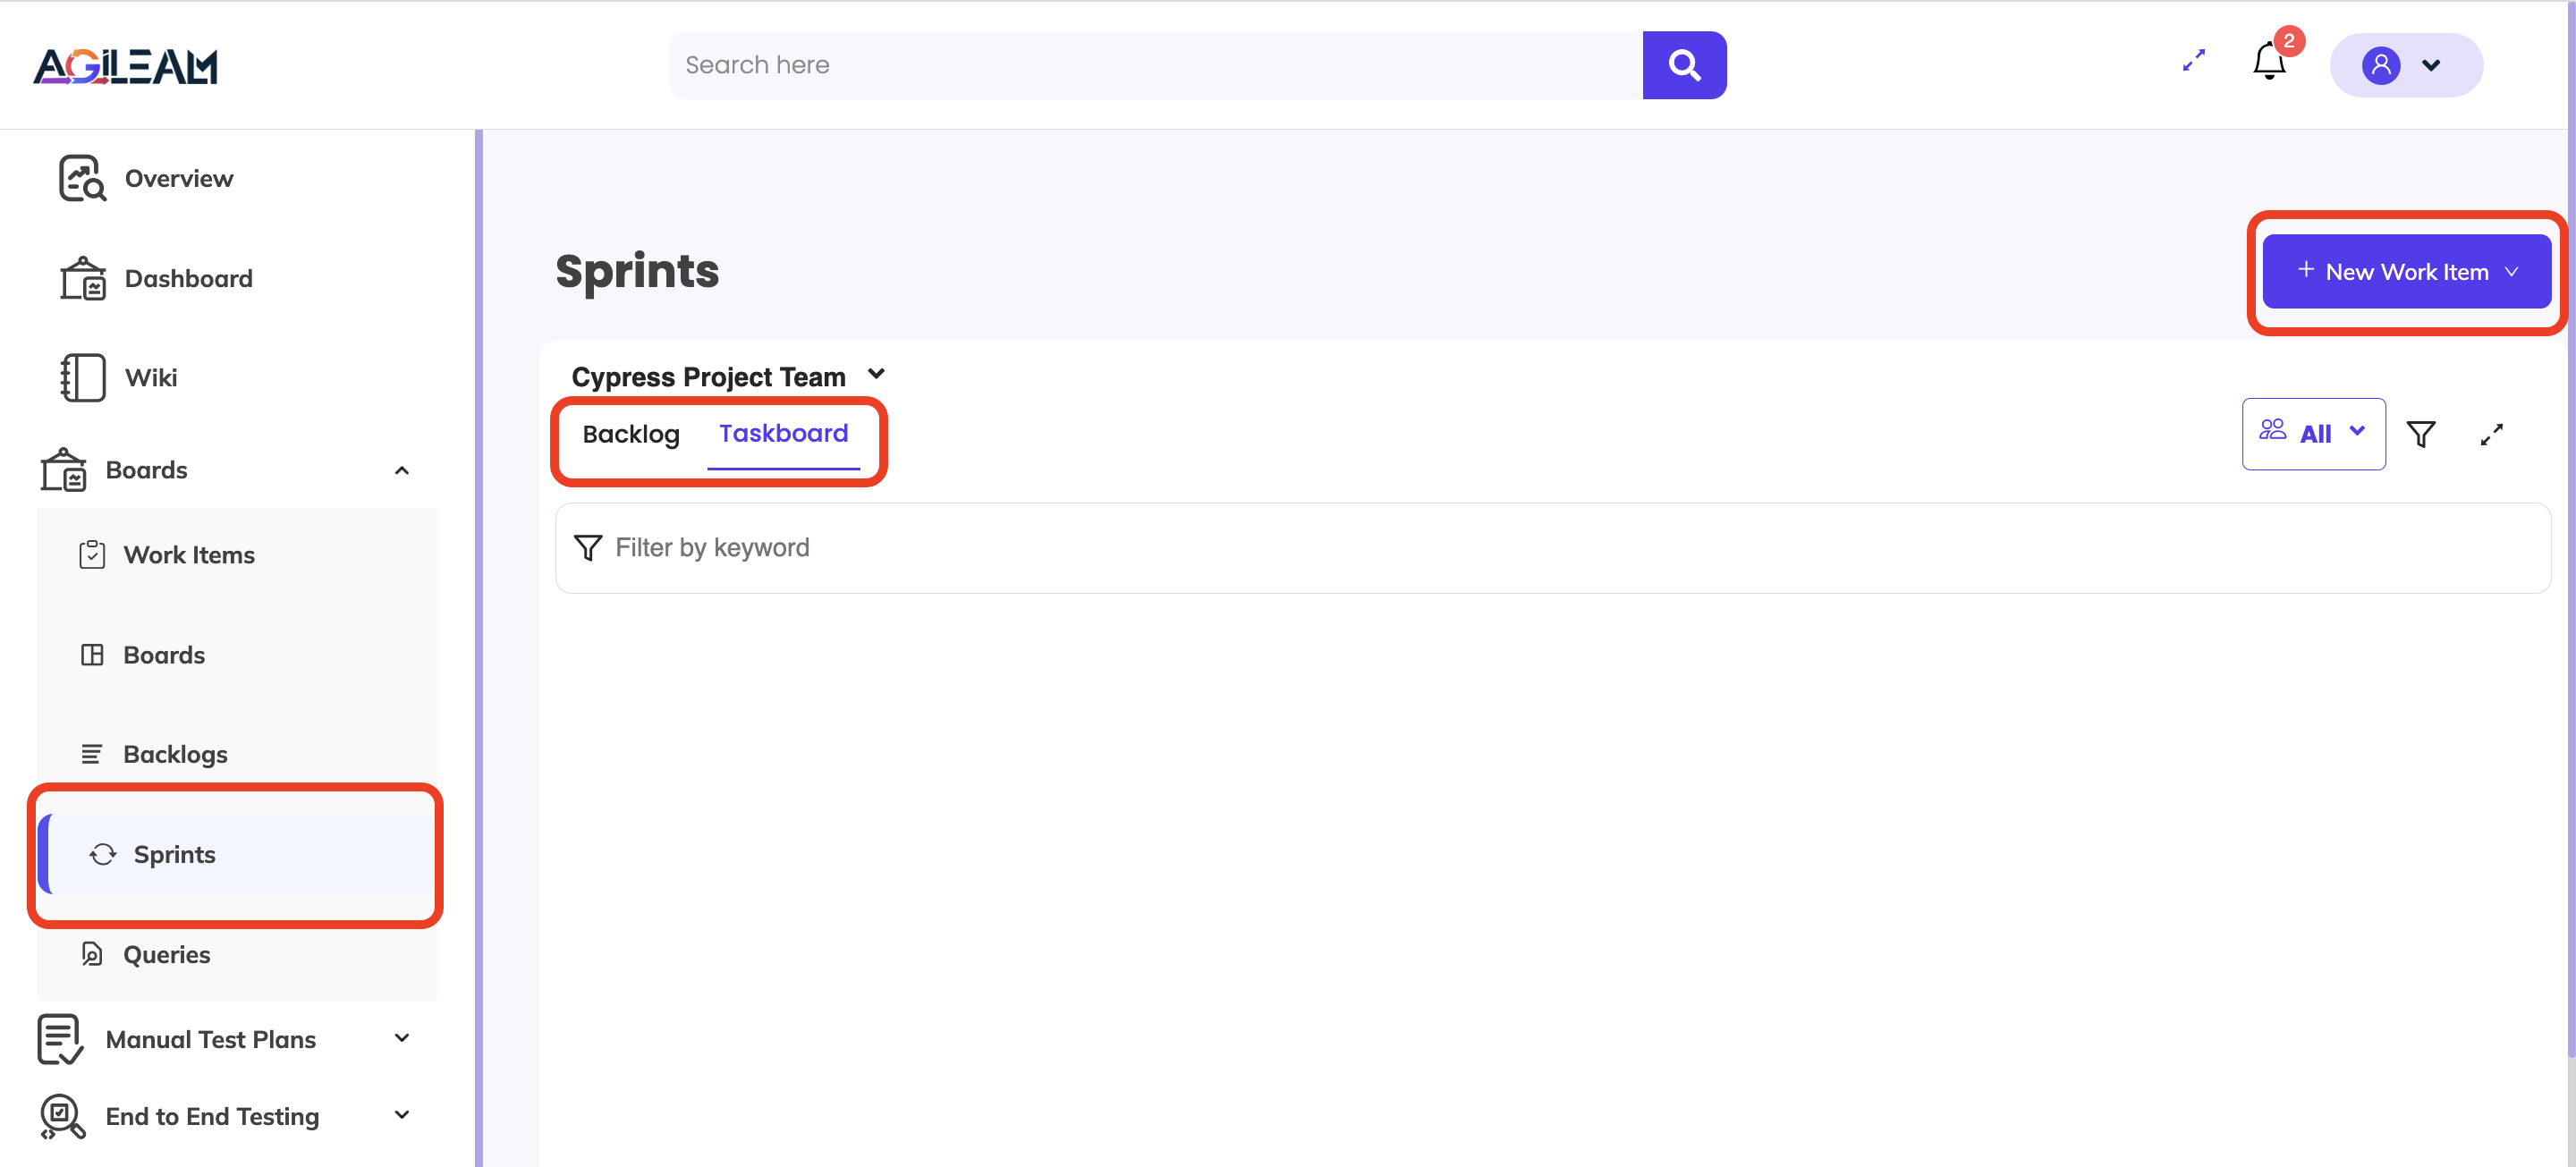 AGILEAM
Search here
2
Overview
Dashboard
Wiki
Boards
Work Items
Boards
Backlogs
Sprints
Queries
Manual Test Plans
End to End Testing
Sprints
+ New Work Item
Cypress Project Team
Backlog Taskboard
All
Filter by keyword